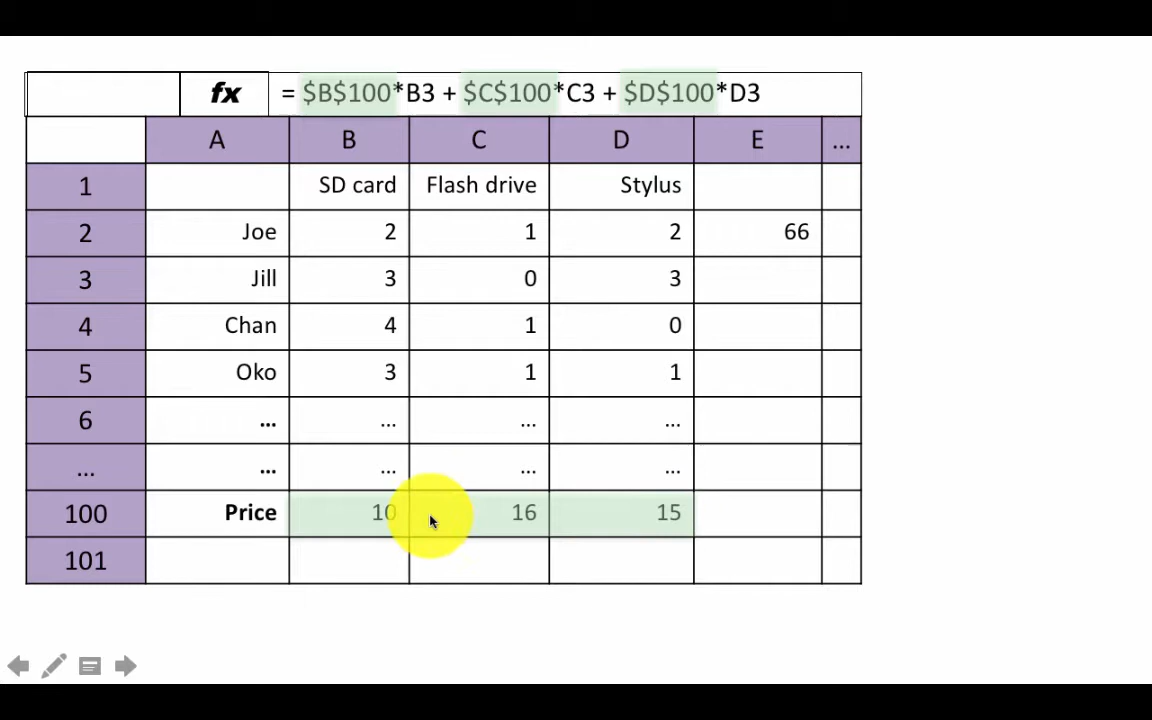 fx = $B$100*B3 + $C$100*C3 + $D$100*D3
A B C D E ...
1 SD card Flash drive Stylus
2 Joe 2 1 2 66
3 Jill 3 0 3
4 Chan 4 1 0
5 Oko 3 1 1
6 ... ... ... ...
... ... ... ... ...
100 Price 10 16 15
101